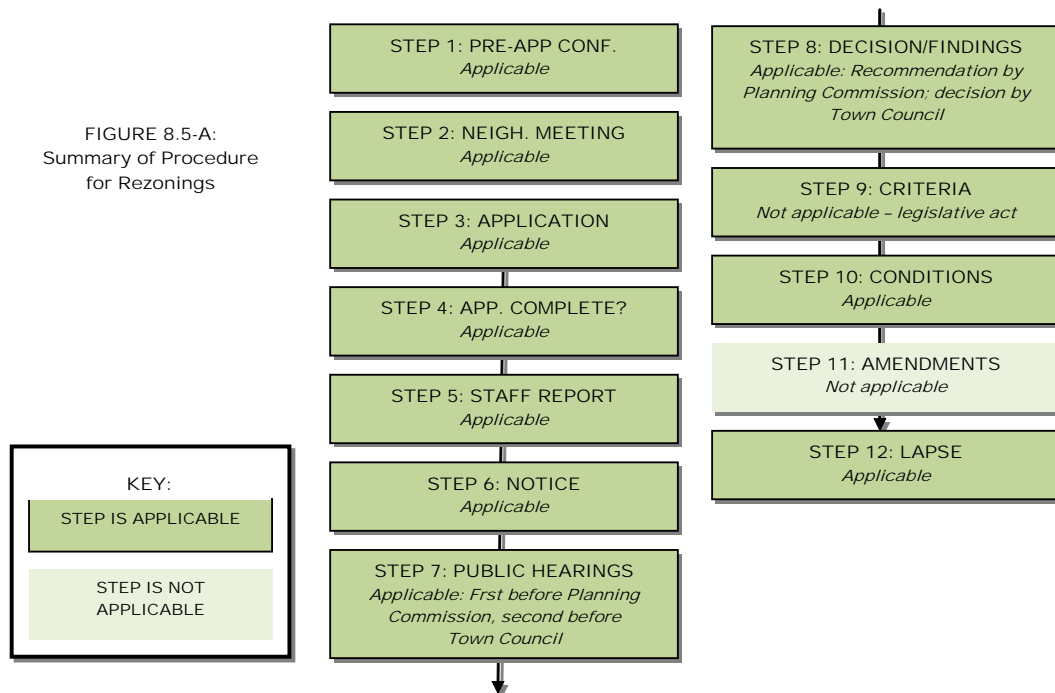 FIGURE 8.5-A:
Summary of Procedure
for Rezonings
KEY:
STEP IS APPLICABLE
STEP IS NOT
APPLICABLE
STEP 1: PRE-APP CONF.
Applicable
STEP 2: NEIGH. MEETING
Applicable
STEP 3: APPLICATION
Applicable
STEP 4: APP. COMPLETE?
Applicable
STEP 5: STAFF REPORT
Applicable
STEP 6: NOTICE
Applicable
STEP 7: PUBLIC HEARINGS
Applicable: Frst before Planning
Commission, second before
Town Council
STEP 8: DECISION/FINDINGS
Applicable: Recommendation by
Planning Commission; decision by
Town Council
STEP 9: CRITERIA
Not applicable – legislative act
STEP 10: CONDITIONS
Applicable
STEP 11: AMENDMENTS
Not applicable
STEP 12: LAPSE
Applicable